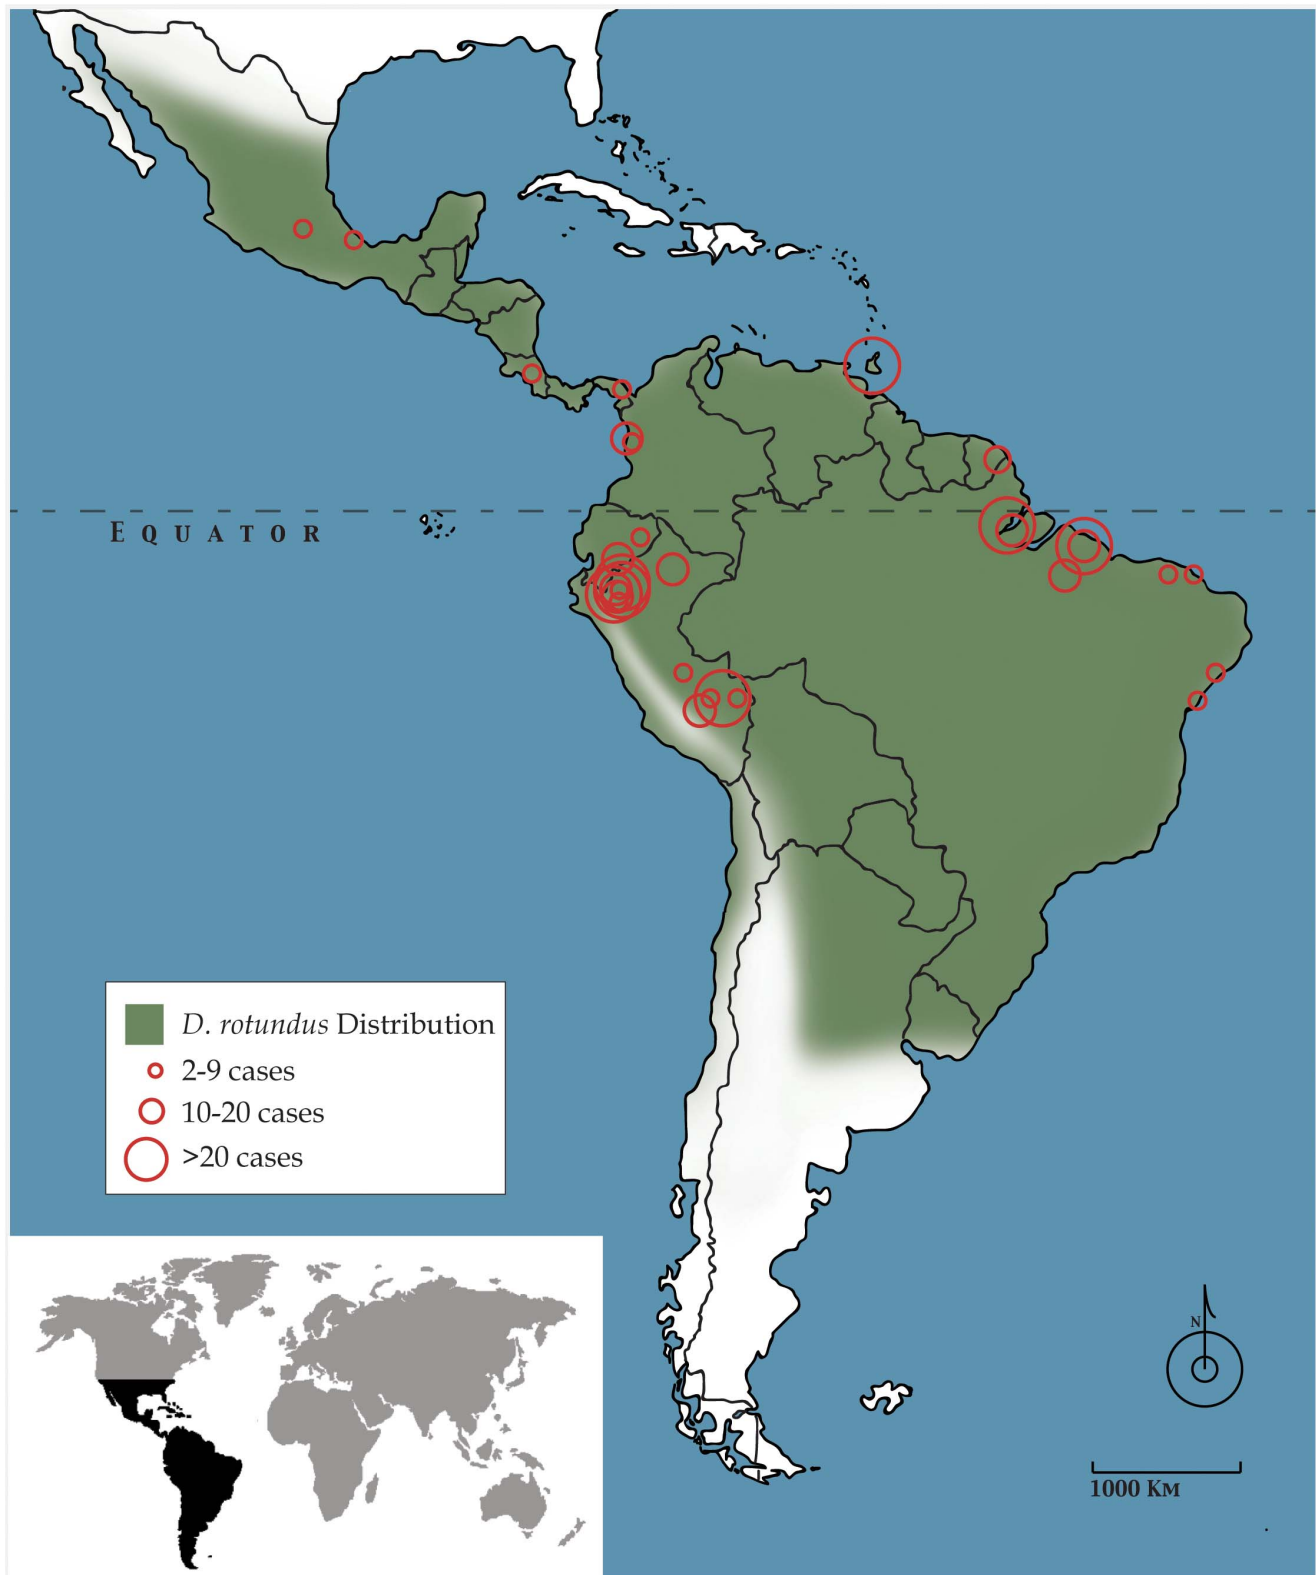 EQUATOR
D. rotundus Distribution
2-9 cases
10-20 cases
>20 cases
N
1000 KM